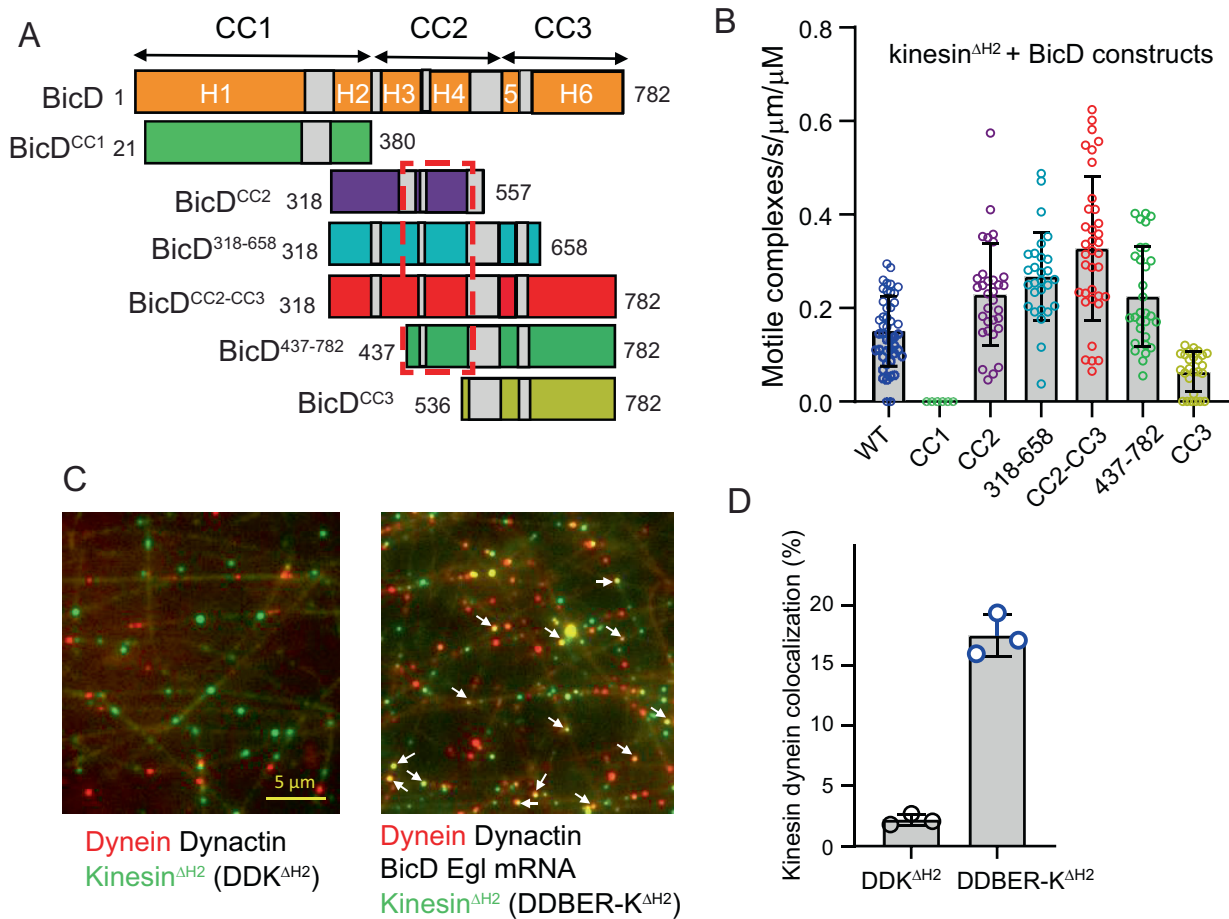 A
CC1 CC2 CC3
BicD 1 H1 H2 H3 H4 5 H6 782
BicD^CC1 21 380
BicD^CC2 318 557
BicD^318-658 318 658
BicD^CC2-CC3 318 782
BicD^437-782 437 782
BicD^CC3 536 782
B
kinesin^ΔH2 + BicD constructs
Motile complexes/s/μm/μM
0.8
0.6
0.4
0.2
0.0
WT CC1 CC2 318-658 CC2-CC3 437-782 CC3
C
5 μm
Dynein Dynactin
Kinesin^ΔH2 (DDK^ΔH2)
Dynein Dynactin
BicD Egl mRNA
Kinesin^ΔH2 (DDBER-K^ΔH2)
D
Kinesin dynein colocalization (%)
20
15
10
5
0
DDK^ΔH2 DDBER-K^ΔH2